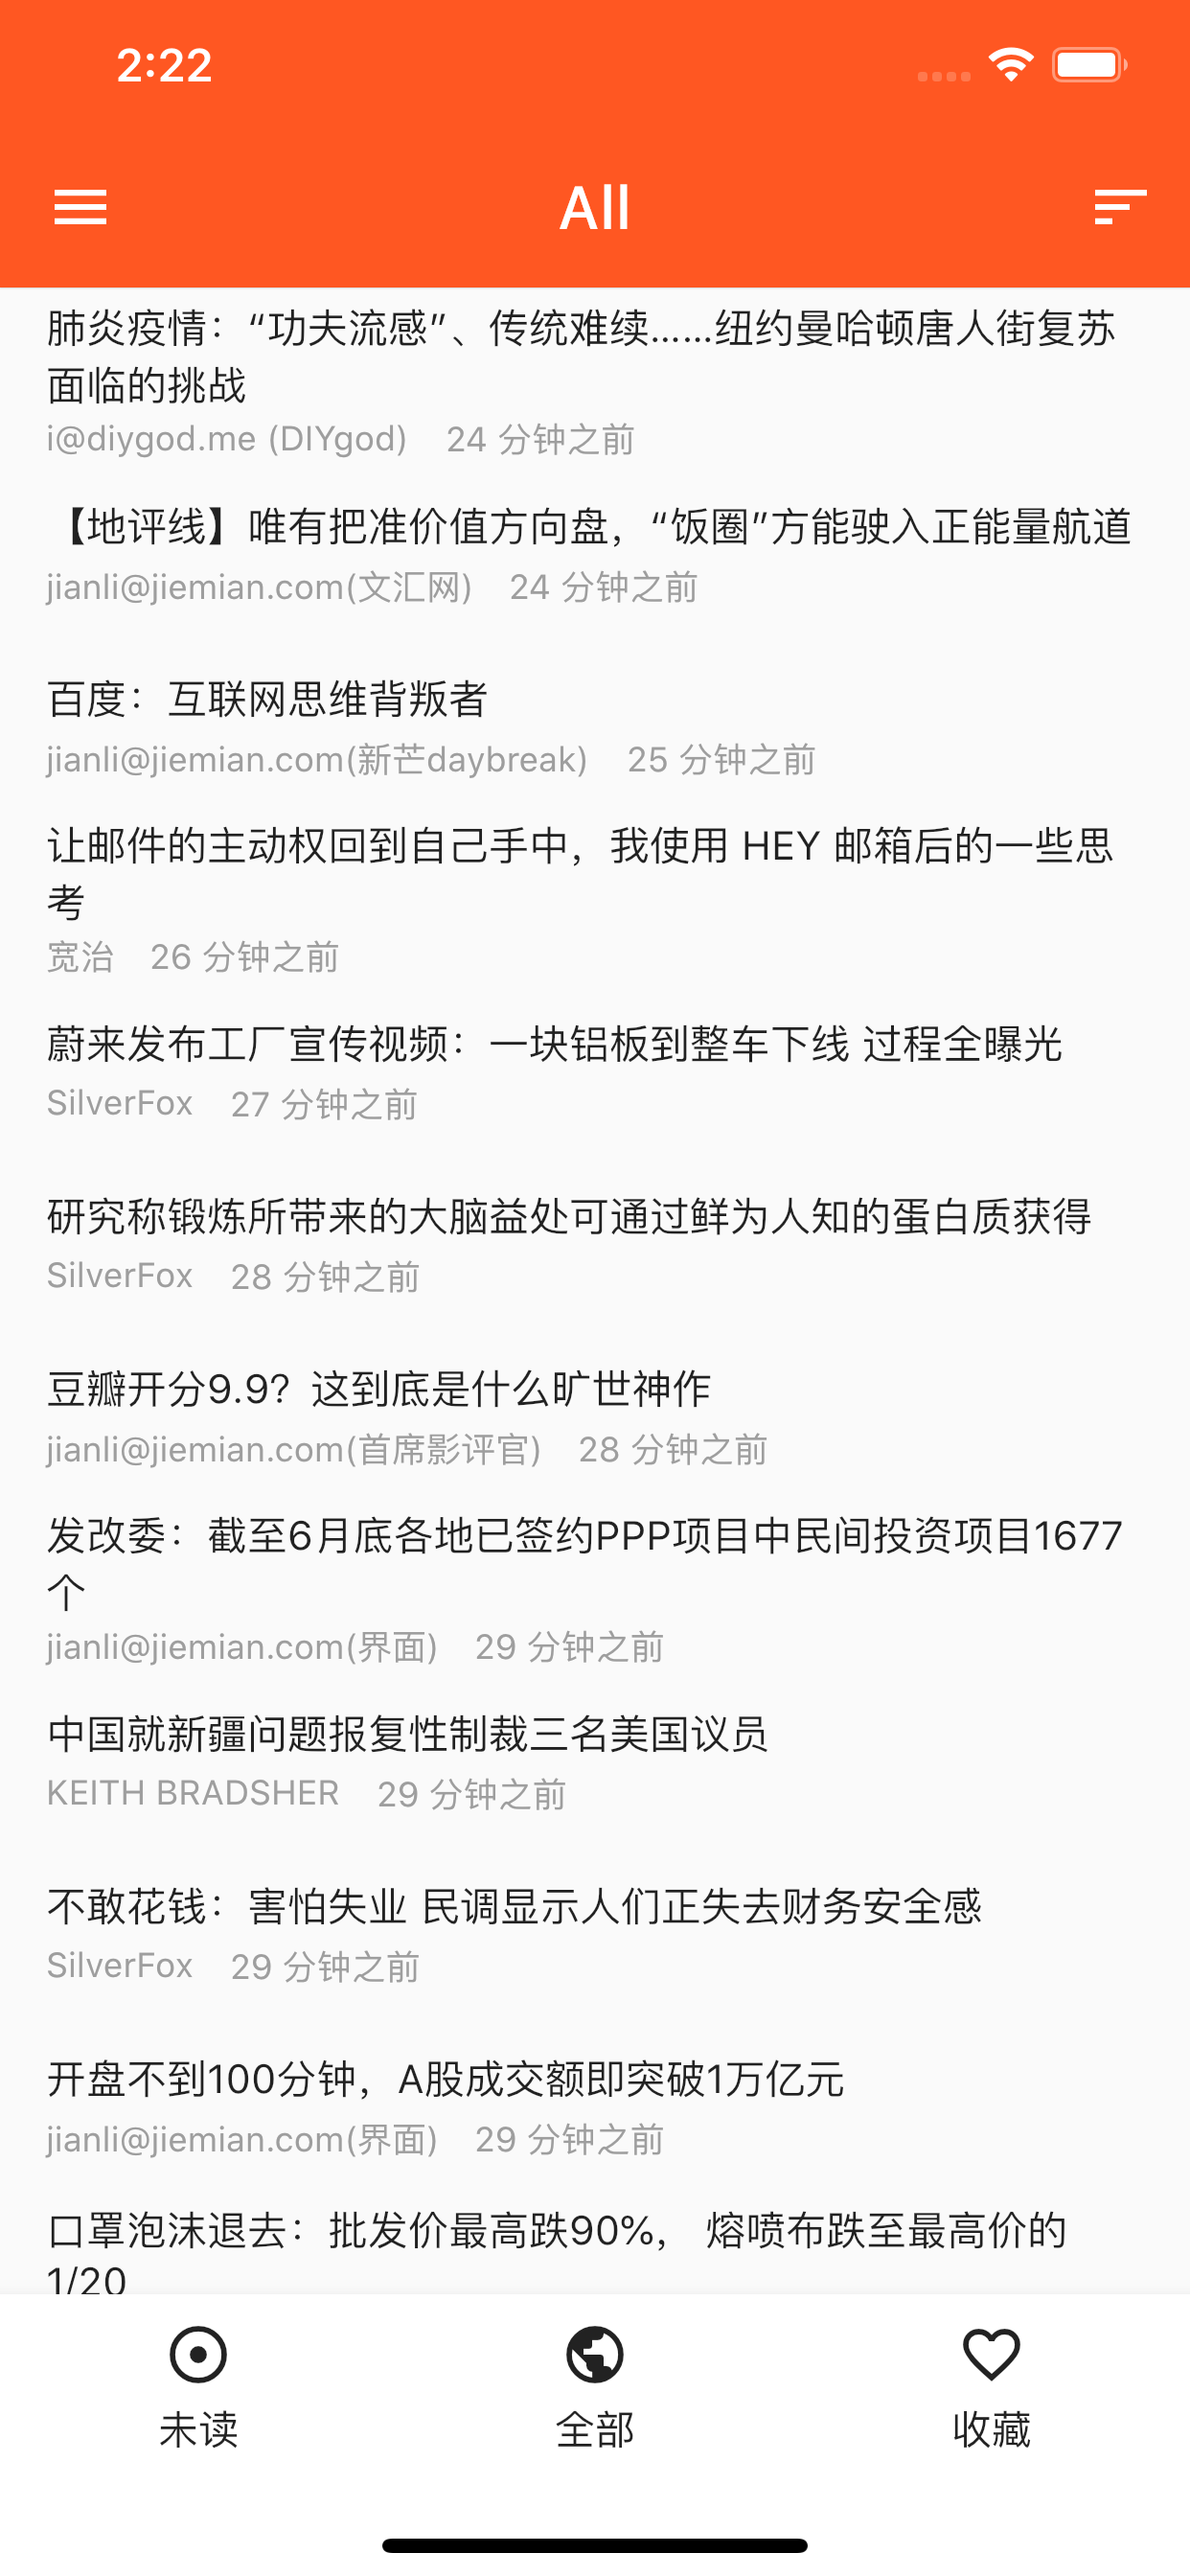 2:22
All
肺炎疫情：“功夫流感”、传统难续……纽约曼哈顿唐人街复苏
面临的挑战
i@diygod.me (DIYgod) 24 分钟之前
【地评线】唯有把准价值方向盘，“饭圈”方能驶入正能量航道
jianli@jiemian.com(文汇网) 24 分钟之前
百度：互联网思维背叛者
jianli@jiemian.com(新芒daybreak) 25 分钟之前
让邮件的主动权回到自己手中，我使用 HEY 邮箱后的一些思
考
宽治 26 分钟之前
蔚来发布工厂宣传视频：一块铝板到整车下线 过程全曝光
SilverFox 27 分钟之前
研究称锻炼所带来的大脑益处可通过鲜为人知的蛋白质获得
SilverFox 28 分钟之前
豆瓣开分9.9？这到底是什么旷世神作
jianli@jiemian.com(首席影评官) 28 分钟之前
发改委：截至6月底各地已签约PPP项目中民间投资项目1677
个
jianli@jiemian.com(界面) 29 分钟之前
中国就新疆问题报复性制裁三名美国议员
KEITH BRADSHER 29 分钟之前
不敢花钱：害怕失业 民调显示人们正失去财务安全感
SilverFox 29 分钟之前
开盘不到100分钟，A股成交额即突破1万亿元
jianli@jiemian.com(界面) 29 分钟之前
口罩泡沫退去：批发价最高跌90%， 熔喷布跌至最高价的
1/20
未读
全部
收藏